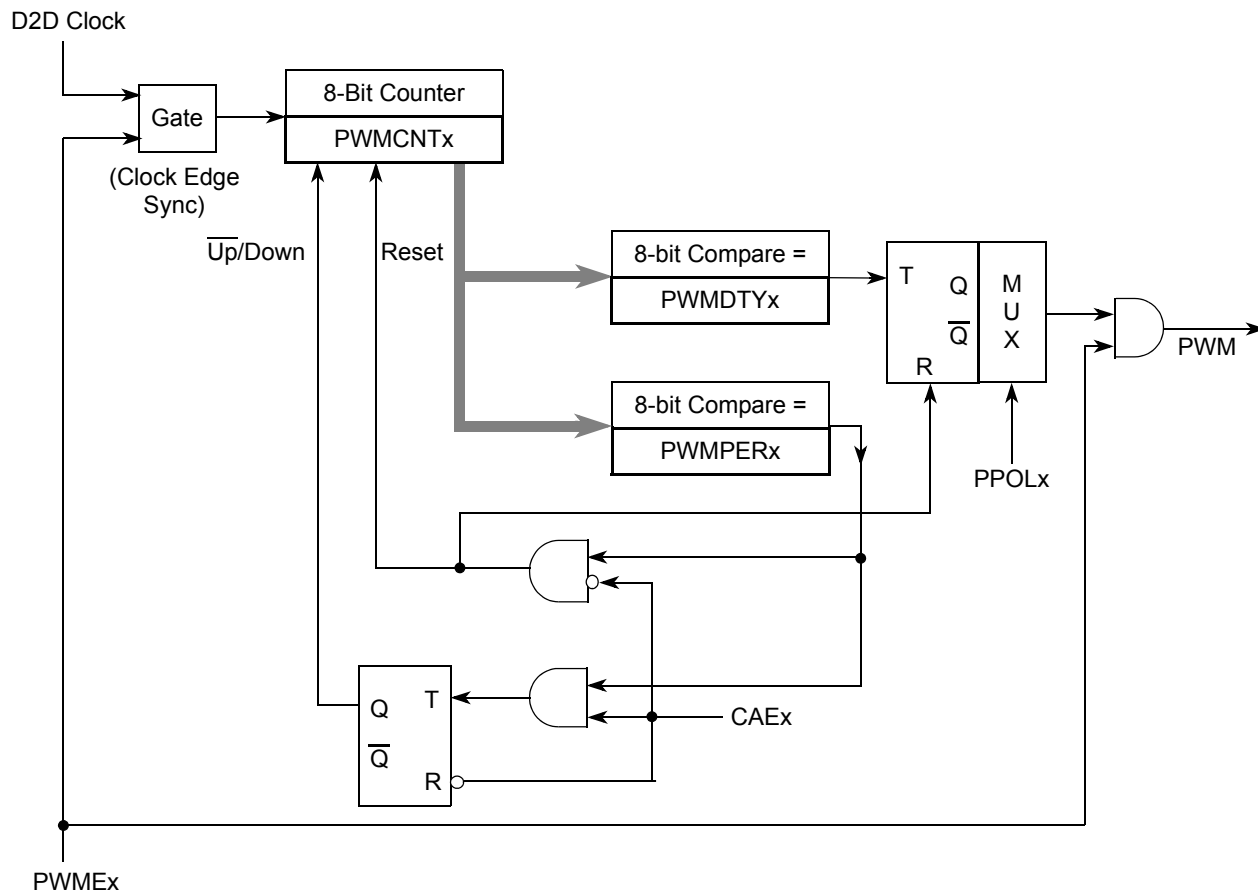 D2D Clock
Gate
(Clock Edge
Sync)
8-Bit Counter
PWMCNTx
U̅p̅/Down
Reset
8-bit Compare =
PWMDTYx
T
Q
Q̅
R
M
U
X
PWM
8-bit Compare =
PWMPERx
PPOLx
Q
T
Q̅
R
CAEx
PWMEx